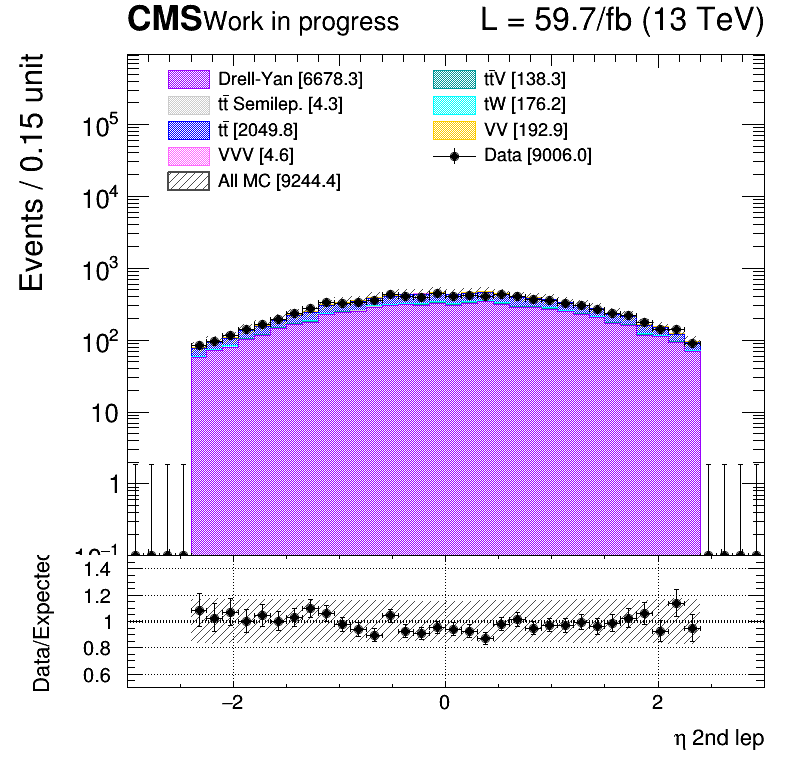 CMS Work in progress L = 59.7/fb (13 TeV)
Events / 0.15 unit
Drell-Yan [6678.3]
tt̄ Semilep. [4.3]
tt̄ [2049.8]
VVV [4.6]
All MC [9244.4]
tt̄V [138.3]
tW [176.2]
VV [192.9]
Data [9006.0]
10⁵
10⁴
10³
10²
10
1
10⁻¹
Data/Expected
1.4
1.2
1
0.8
0.6
−2 0 2
η 2nd lep